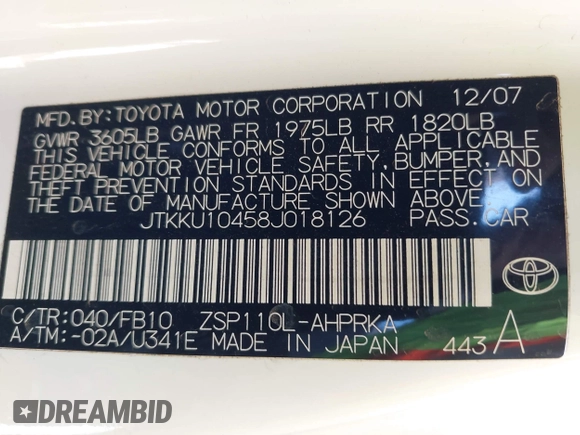 MFD. BY: TOYOTA MOTOR CORPORATION 12/07
GVWR 3605LB GAWR FR 1975LB RR 1820LB
THIS VEHICLE CONFORMS TO ALL APPLICABLE
FEDERAL MOTOR VEHICLE SAFETY, BUMPER, AND
THEFT PREVENTION STANDARDS IN EFFECT ON
THE DATE OF MANUFACTURE SHOWN ABOVE.
JTKKU10458J018126 PASS. CAR
C/TR: 040/FB10 ZSP110L-AHPRKA
A/TM: -02A/U341E MADE IN JAPAN 443 A
DREAMBID